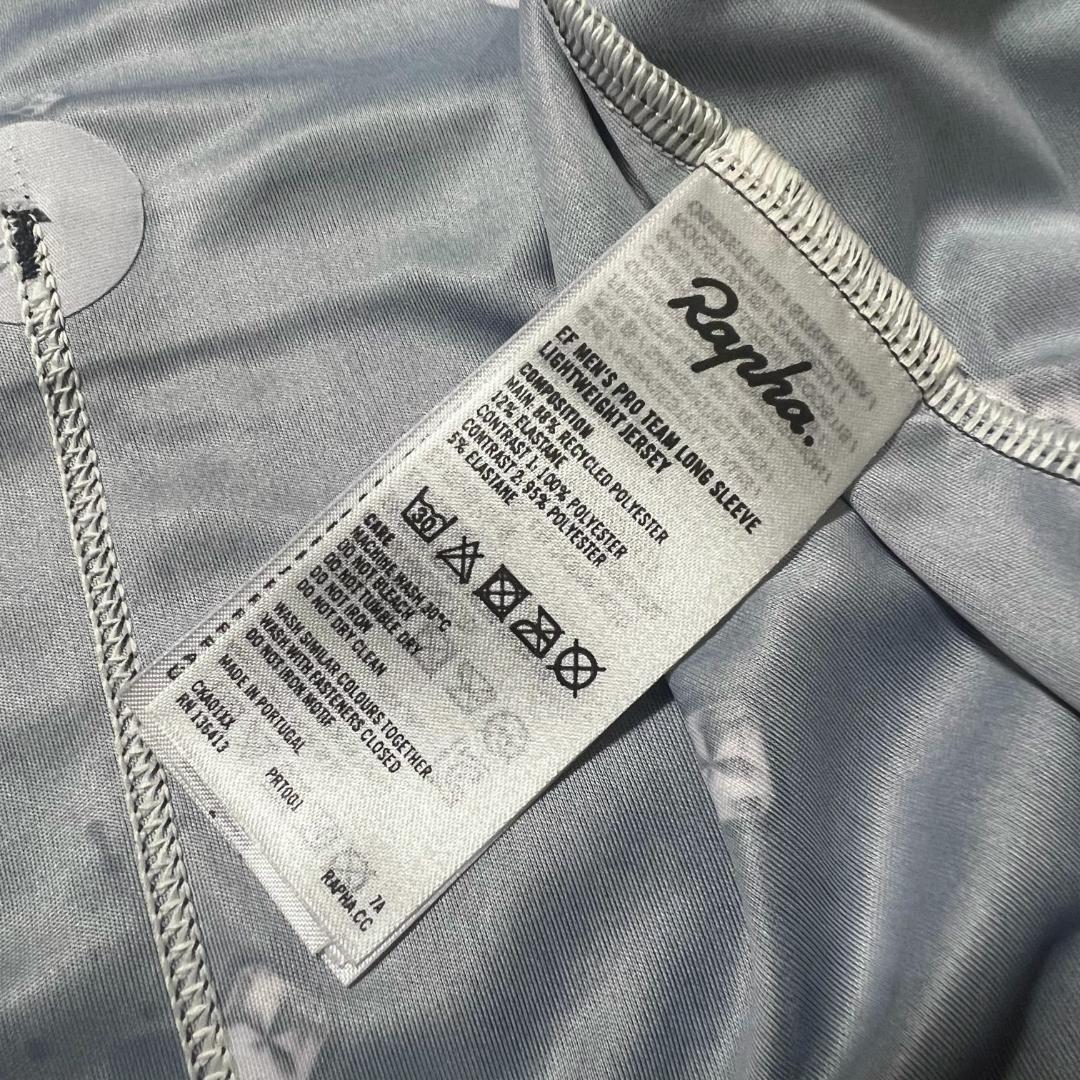 Rapha.
EF MEN'S PRO TEAM LONG SLEEVE
LIGHTWEIGHT JERSEY
COMPOSITION
MAIN. 88% RECYCLED POLYESTER
12% ELASTANE
CONTRAST 1. 100% POLYESTER
CONTRAST 2. 95% POLYESTER
5% ELASTANE
30
CARE
MACHINE WASH 30°C
DO NOT BLEACH
DO NOT TUMBLE DRY
DO NOT IRON
DO NOT DRY CLEAN
WASH SIMILAR COLOURS TOGETHER
WASH WITH FASTENERS CLOSED
DO NOT IRON MOTIF
MADE IN PORTUGAL
CKA01XX
RN 136413
PRT001
7A
RAPHA.CC